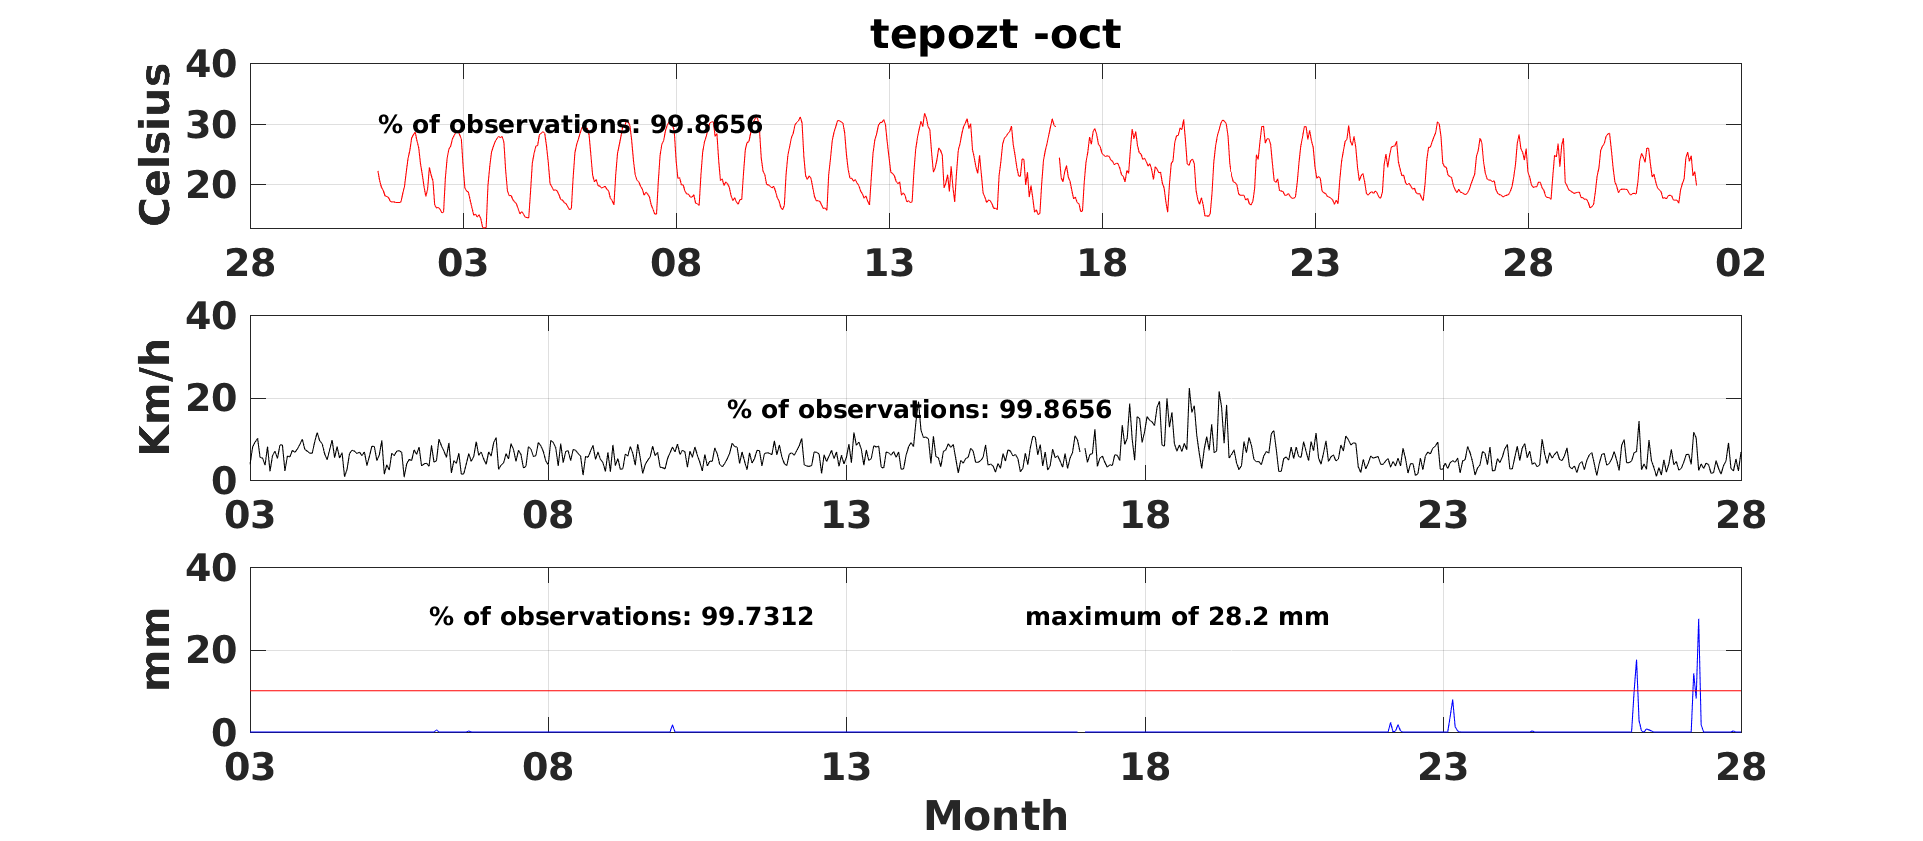 tepozt -oct
40
30
20
Celsius
% of observations: 99.8656
28 03 08 13 18 23 28 02
40
20
0
Km/h
% of observations: 99.8656
03 08 13 18 23 28
40
20
0
mm
% of observations: 99.7312 maximum of 28.2 mm
03 08 13 18 23 28
Month